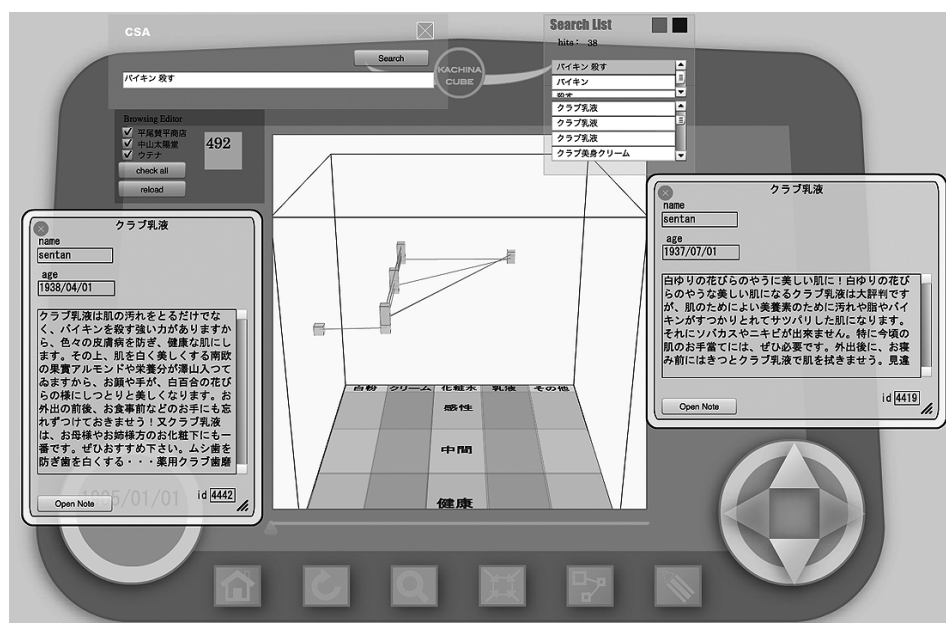 CSA
Search
バイキン 殺す
KACHINA
CUBE
Search List
hits : 38
バイキン 殺す
バイキン
殺す
クラブ乳液
クラブ乳液
クラブ乳液
クラブ美身クリーム
Browsing Editor
平尾賛平商店
中山太陽堂
ウテナ
492
check all
reload
クラブ乳液
name
sentan
age
1938/04/01
クラブ乳液は肌の汚れをとるだけでな
く、バイキンを殺す強い力がありますか
ら、色々の皮膚病を防ぎ、健康な肌にし
ます。その上、肌を白く美しくする南欧
の果實アルモンドや栄養分が澤山入つて
ゐますから、お顔や手が、白百合の花び
らの様にしつとりと美しくなります。お
外出の前後、お食事前などのお手にも忘
れずつけておきませう！又クラブ乳液
は、お母様やお姉様方のお化粧下にも一
番です。ぜひおすすめ下さい。ムシ歯を
防ぎ歯を白くする・・・薬用クラブ歯磨
Open Note
/01/01
id 4442
白粉 クリーム 化粧水 乳液 その他
感性
中間
健康
クラブ乳液
name
sentan
age
1937/07/01
白ゆりの花びらのやうに美しい肌に！白ゆりの花び
らのやうな美しい肌になるクラブ乳液は大評判です
が、肌のためによい美養素のために汚れや脂やバイ
キンがすつかりとれてサツパリした肌になります。
それにソバカスやニキビが出来ません。特に今頃の
肌のお手當てには、ぜひ必要です。外出後に、お寝
み前にはきつとクラブ乳液で肌を拭きませう。見違
Open Note
id 4419